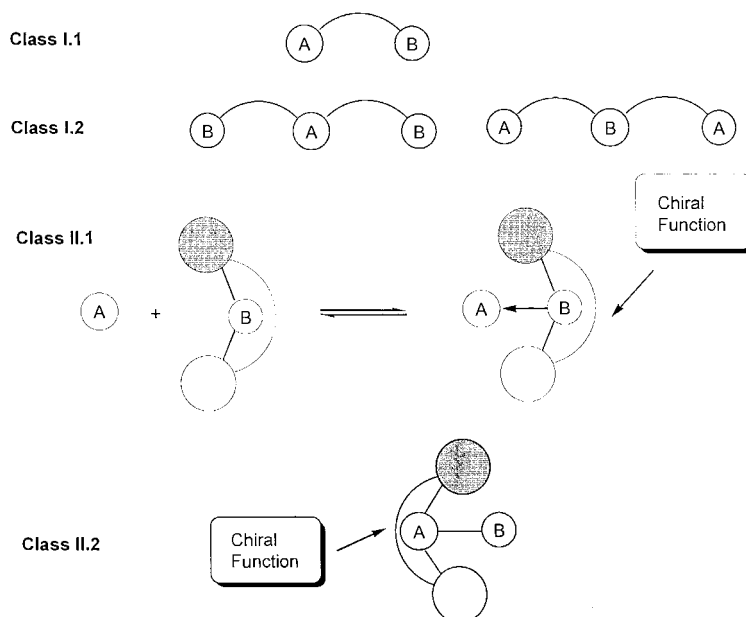 Class I.1
A B
Class I.2
B A B A B A
Chiral
Function
Class II.1
A + B A B
Class II.2
Chiral
Function
A B